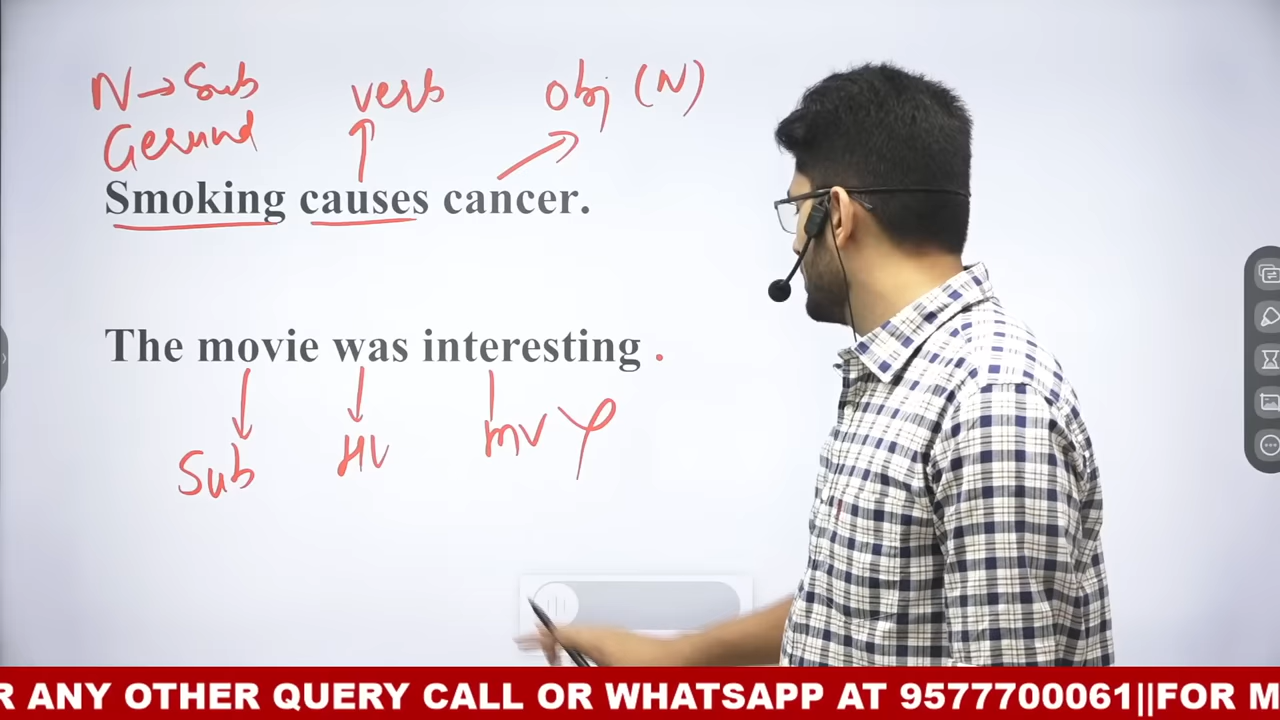 N → Sub verb obj (N)
Gerund
Smoking causes cancer.
The movie was interesting .
Sub HV mv
R ANY OTHER QUERY CALL OR WHATSAPP AT 9577700061||FOR M